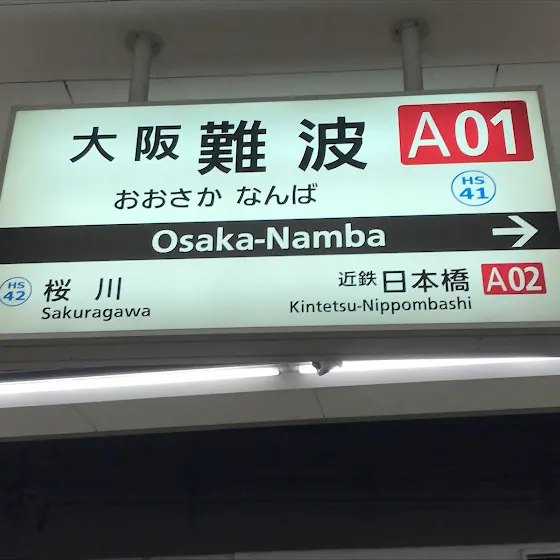 大阪難波 A01
おおさか なんば HS 41
Osaka-Namba →
HS 42 桜川 近鉄日本橋 A02
Sakuragawa Kintetsu-Nippombashi